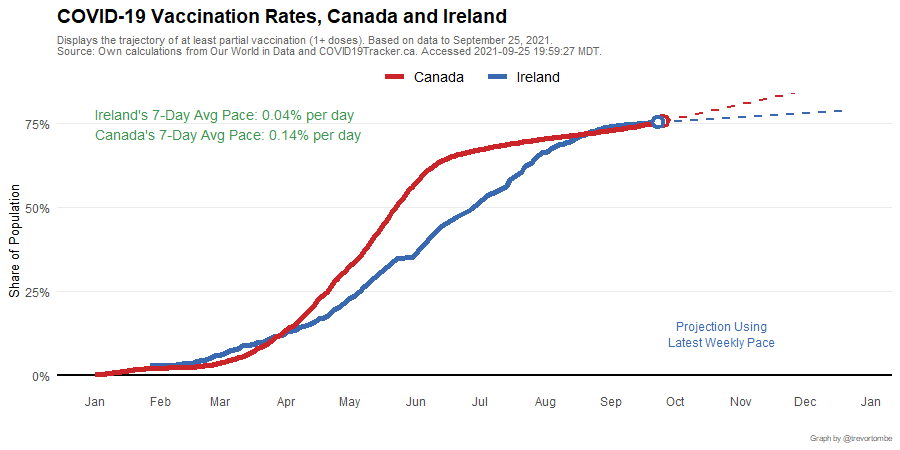 COVID-19 Vaccination Rates, Canada and Ireland
Displays the trajectory of at least partial vaccination (1+ doses). Based on data to September 25, 2021.
Source: Own calculations from Our World in Data and COVID19Tracker.ca. Accessed 2021-09-25 19:59:27 MDT.
Canada Ireland
Ireland's 7-Day Avg Pace: 0.04% per day
Canada's 7-Day Avg Pace: 0.14% per day
75%
50%
25%
0%
Share of Population
Projection Using
Latest Weekly Pace
Jan Feb Mar Apr May Jun Jul Aug Sep Oct Nov Dec Jan
Graph by @trevortombe